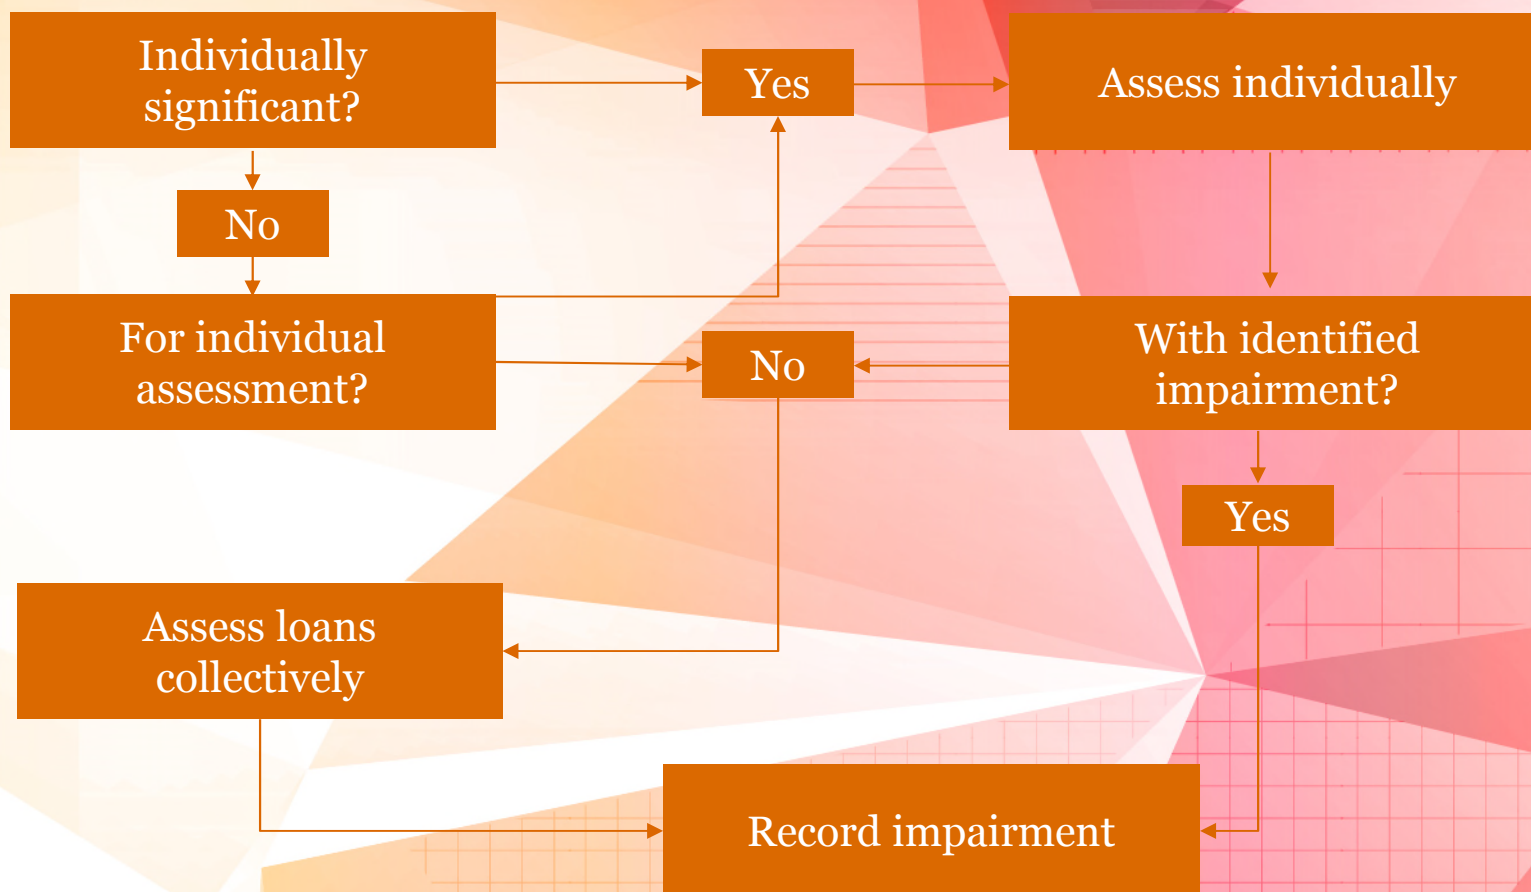 Individually
significant?
Yes
Assess individually
No
For individual
assessment?
No
With identified
impairment?
Yes
Assess loans
collectively
Record impairment